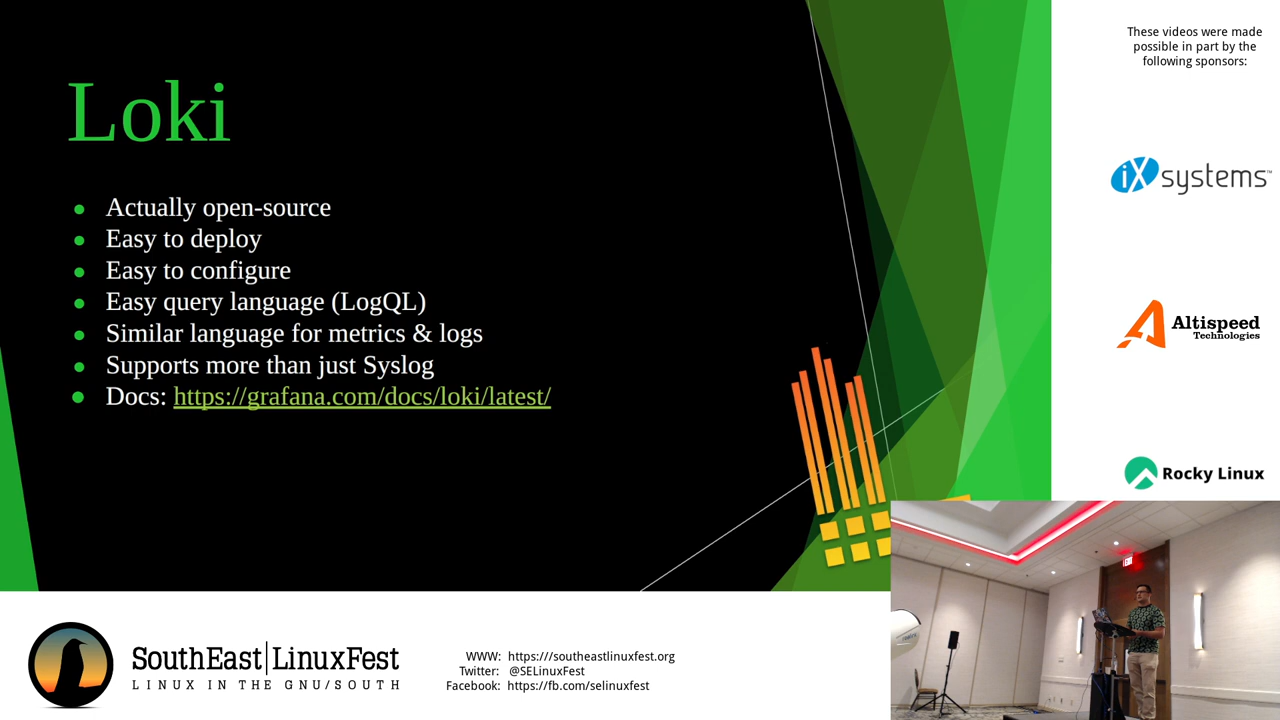 Loki
Actually open-source
Easy to deploy
Easy to configure
Easy query language (LogQL)
Similar language for metrics & logs
Supports more than just Syslog
Docs: https://grafana.com/docs/loki/latest/
These videos were made
possible in part by the
following sponsors:
iXsystems™
Altispeed
Technologies
Rocky Linux
EXIT
SouthEast|LinuxFest
LINUX IN THE GNU/SOUTH
WWW: https:///southeastlinuxfest.org
Twitter: @SELinuxFest
Facebook: https://fb.com/selinuxfest